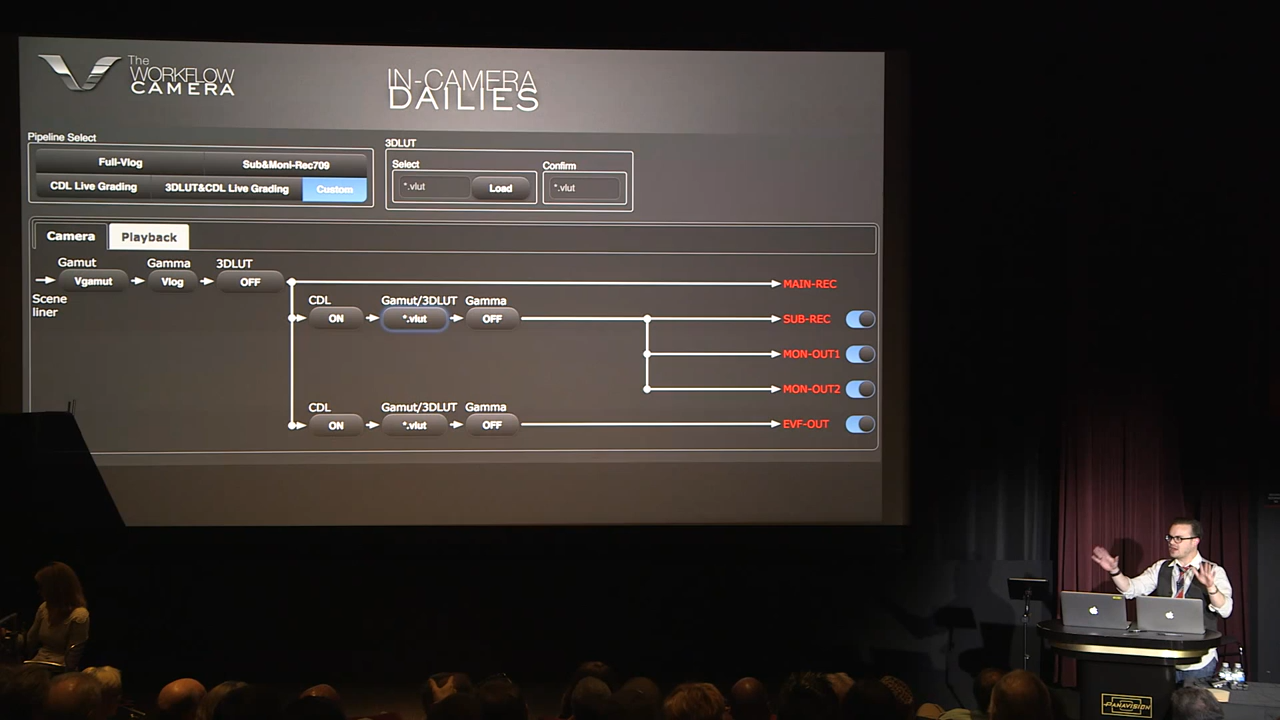 The
WORKFLOW
CAMERA
IN-CAMERA
DAILIES
Pipeline Select
Full-Vlog
Sub&Moni-Rec709
CDL Live Grading
3DLUT&CDL Live Grading
Custom
3DLUT
Select
*.vlut
Load
Confirm
*.vlut
Camera
Playback
Gamut
Gamma
3DLUT
Vgamut
Vlog
OFF
MAIN-REC
Scene
liner
CDL
Gamut/3DLUT
Gamma
ON
*.vlut
OFF
SUB-REC
MON-OUT1
MON-OUT2
CDL
Gamut/3DLUT
Gamma
ON
*.vlut
OFF
EVF-OUT
PANAVISION